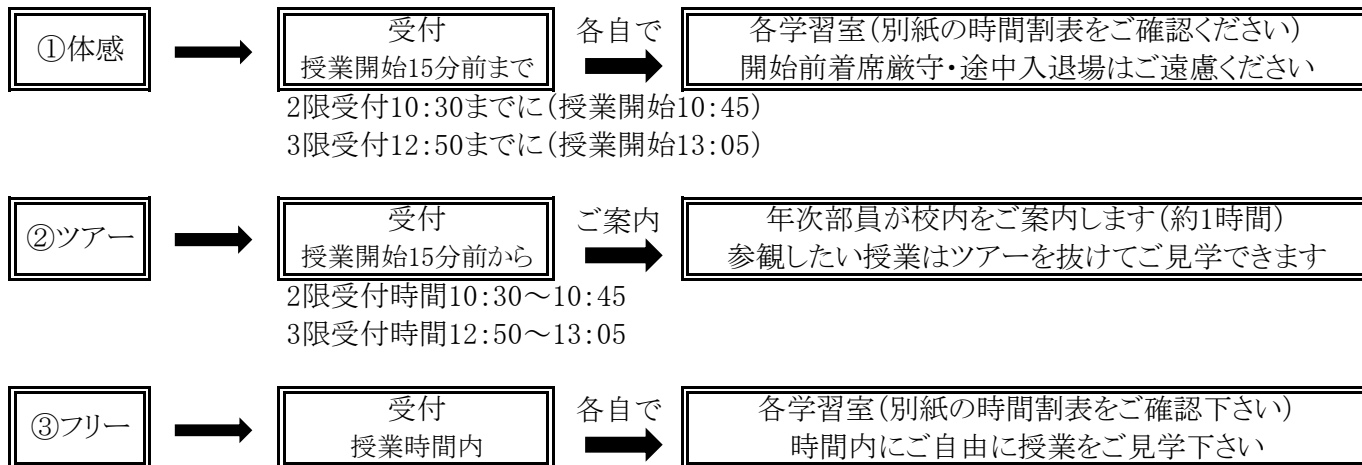 ①体感
受付
授業開始15分前まで
各自で
各学習室(別紙の時間割表をご確認ください)
開始前着席厳守・途中入退場はご遠慮ください
2限受付10:30までに(授業開始10:45)
3限受付12:50までに(授業開始13:05)
②ツアー
受付
授業開始15分前から
ご案内
年次部員が校内をご案内します(約1時間)
参観したい授業はツアーを抜けてご見学できます
2限受付時間10:30～10:45
3限受付時間12:50～13:05
③フリー
受付
授業時間内
各自で
各学習室(別紙の時間割表をご確認下さい)
時間内にご自由に授業をご見学下さい